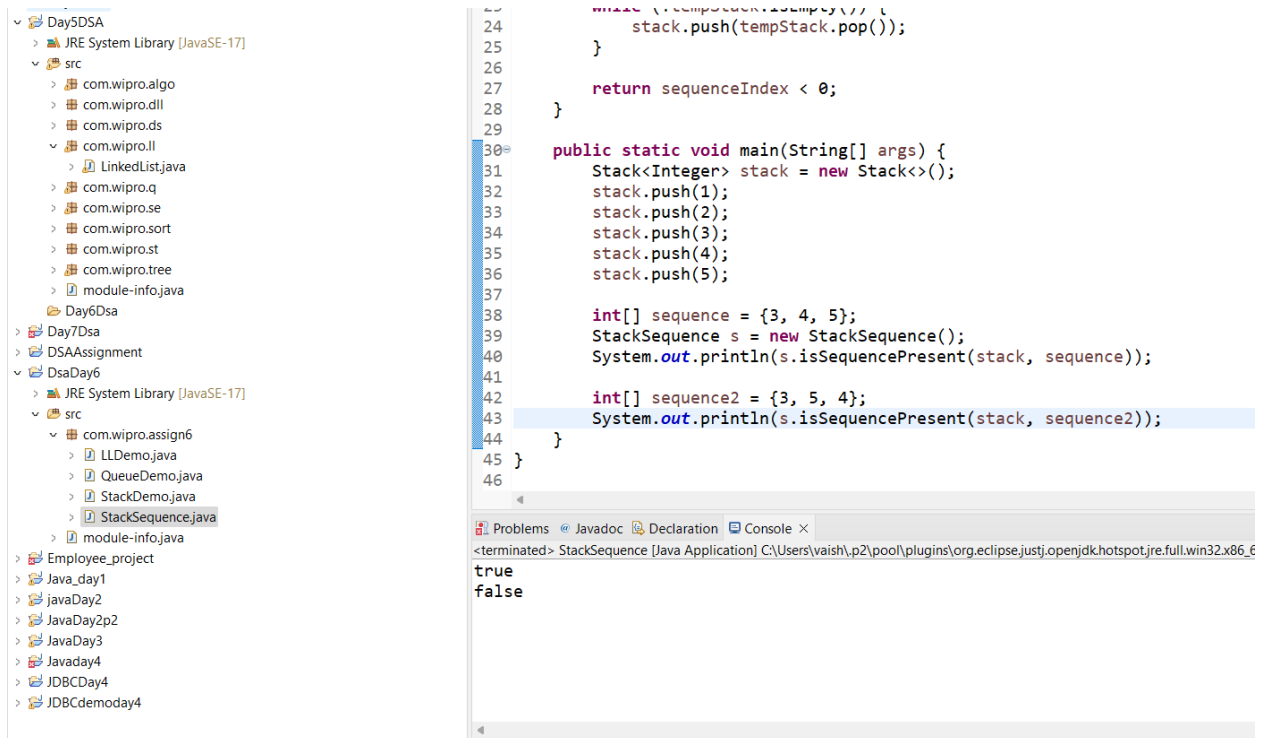 Day5DSA
JRE System Library [JavaSE-17]
src
com.wipro.algo
com.wipro.dll
com.wipro.ds
com.wipro.ll
LinkedList.java
com.wipro.q
com.wipro.se
com.wipro.sort
com.wipro.st
com.wipro.tree
module-info.java
Day6Dsa
Day7Dsa
DSAAssignment
DsaDay6
JRE System Library [JavaSE-17]
src
com.wipro.assign6
LLDemo.java
QueueDemo.java
StackDemo.java
StackSequence.java
module-info.java
Employee_project
Java_day1
javaDay2
JavaDay2p2
JavaDay3
Javaday4
JDBCDay4
JDBCdemoday4
23 while (!tempStack.isEmpty()) {
24 stack.push(tempStack.pop());
25 }
26
27 return sequenceIndex < 0;
28 }
29
30 public static void main(String[] args) {
31 Stack<Integer> stack = new Stack<>();
32 stack.push(1);
33 stack.push(2);
34 stack.push(3);
35 stack.push(4);
36 stack.push(5);
37
38 int[] sequence = {3, 4, 5};
39 StackSequence s = new StackSequence();
40 System.out.println(s.isSequencePresent(stack, sequence));
41
42 int[] sequence2 = {3, 5, 4};
43 System.out.println(s.isSequencePresent(stack, sequence2));
44 }
45 }
46
Problems Javadoc Declaration Console
<terminated> StackSequence [Java Application] C:\Users\vaish\.p2\pool\plugins\org.eclipse.justj.openjdk.hotspot.jre.full.win32.x86_6
true
false